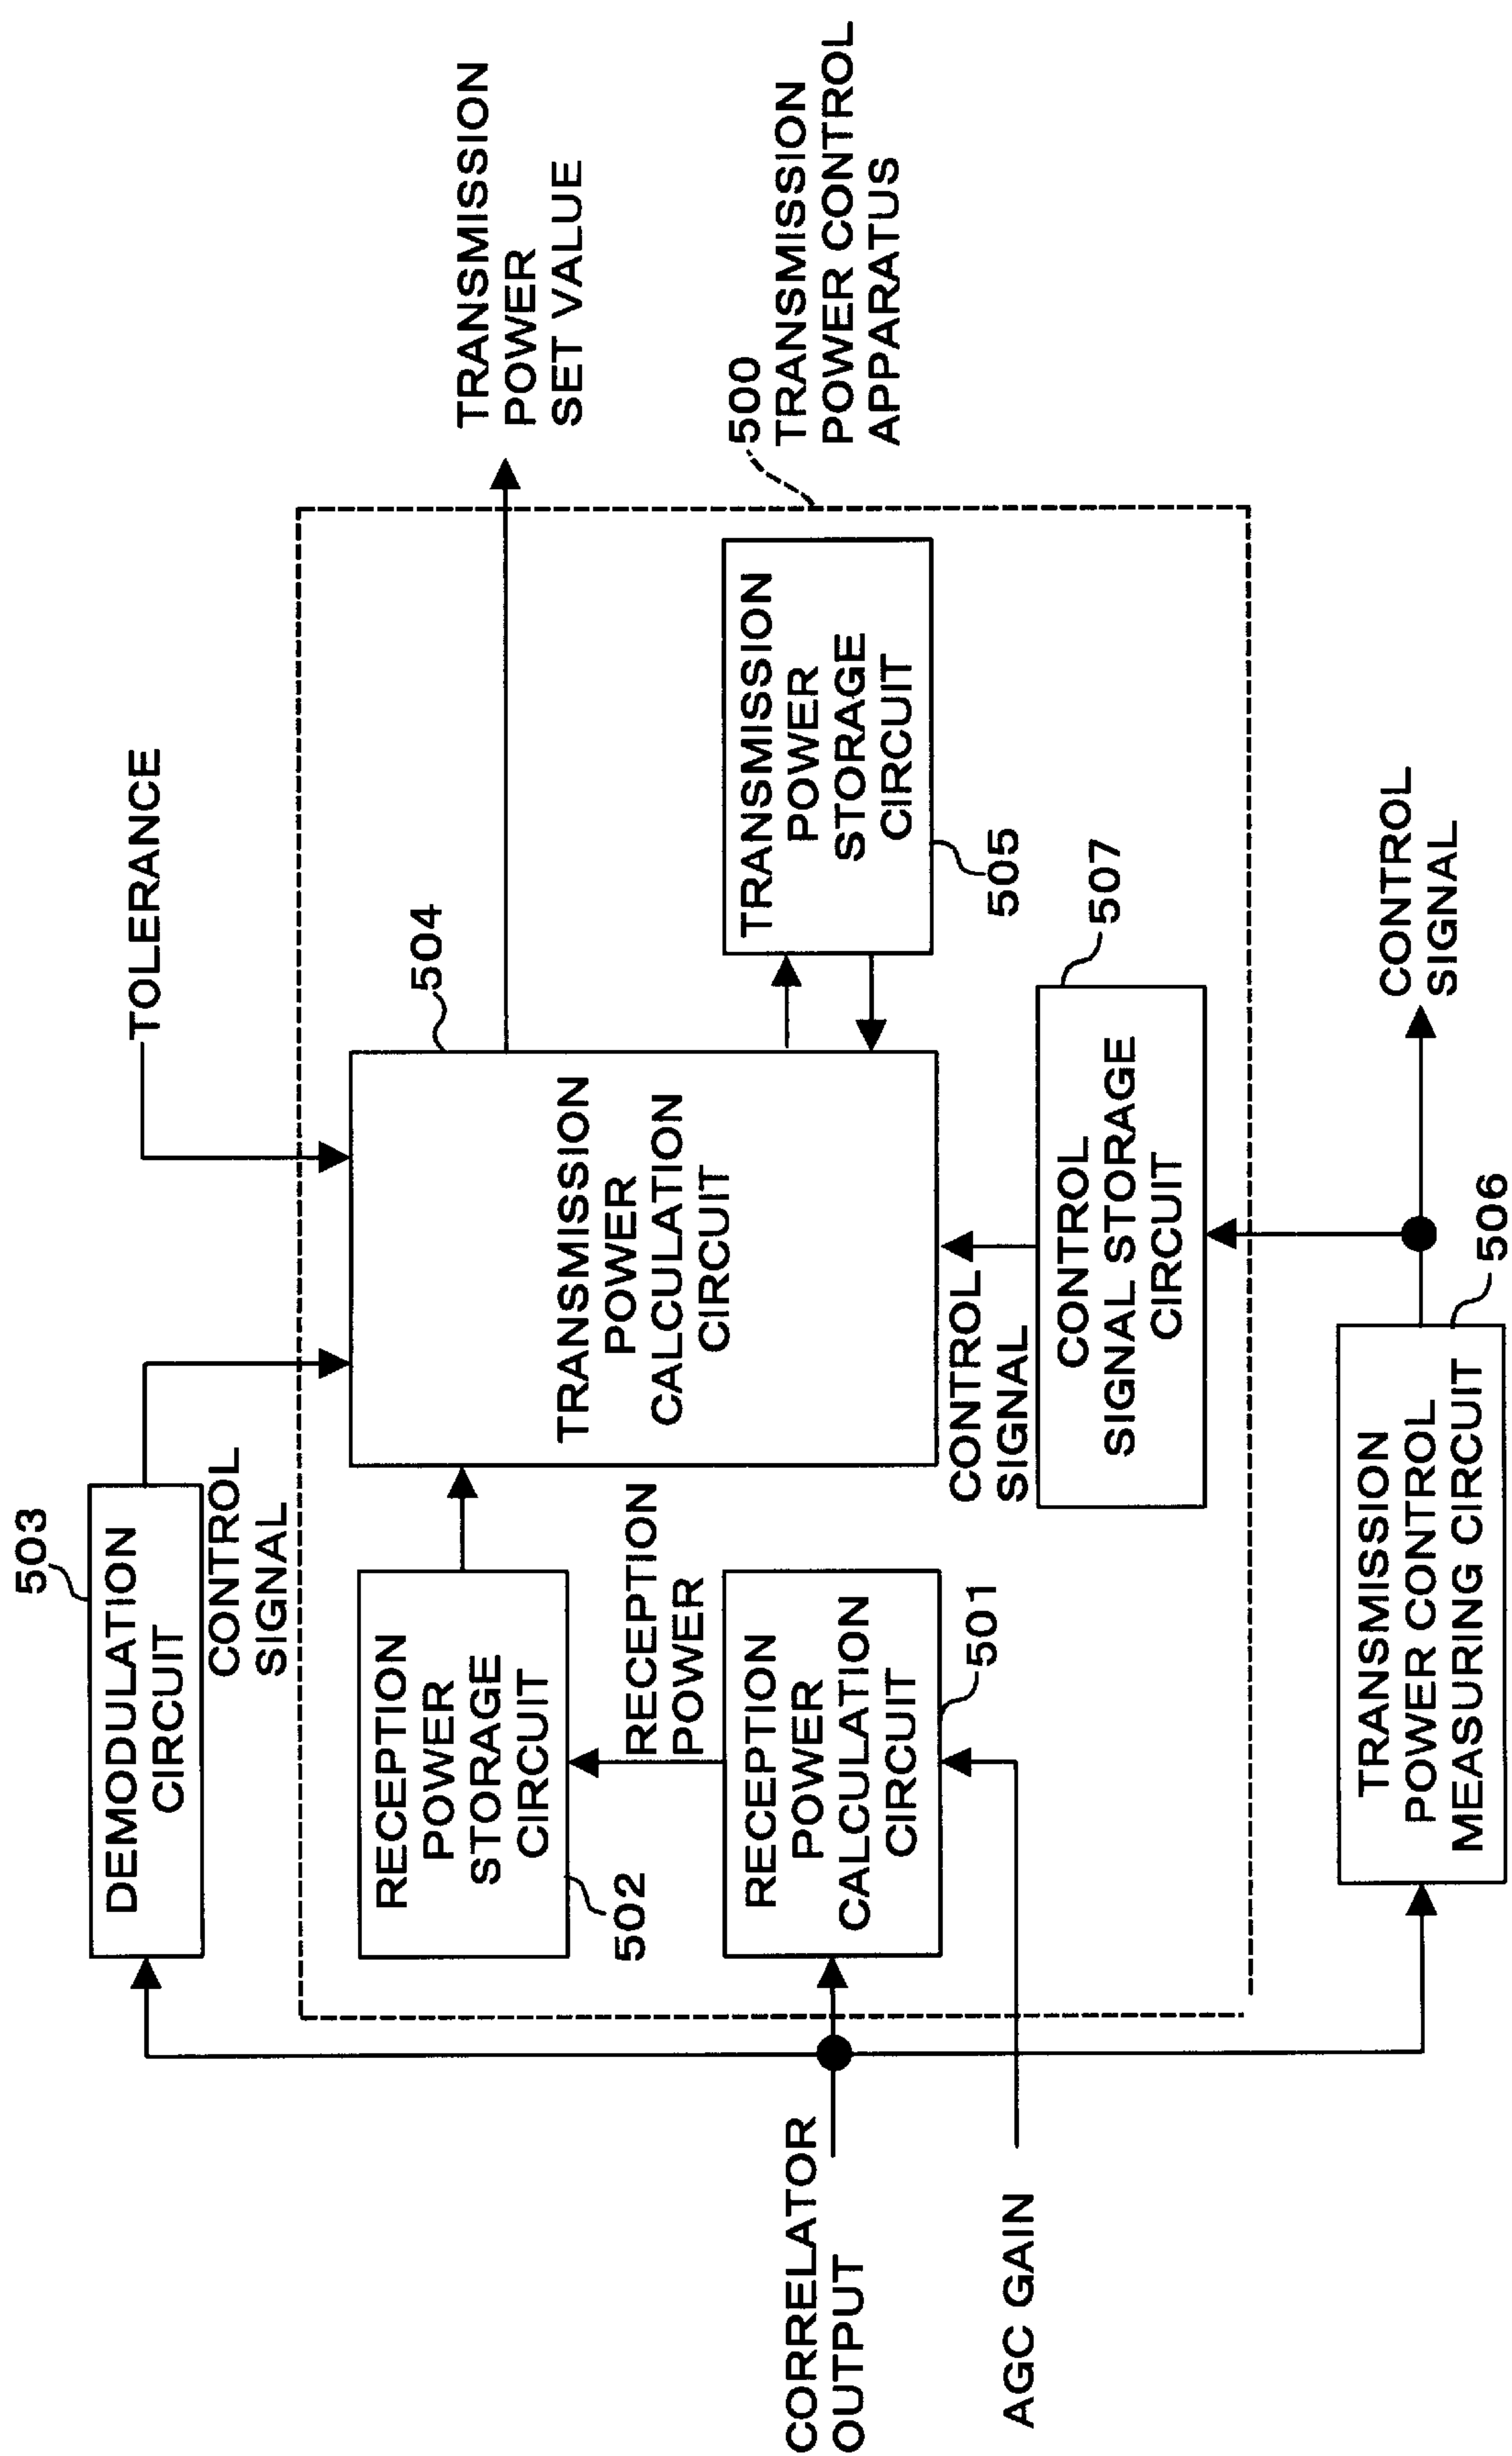 503
DEMODULATION
CIRCUIT
CONTROL
SIGNAL
TOLERANCE
TRANSMISSION
POWER
SET VALUE
RECEPTION
POWER
STORAGE
CIRCUIT
502
RECEPTION
POWER
504
TRANSMISSION
POWER
CALCULATION
CIRCUIT
500
TRANSMISSION
POWER CONTROL
APPARATUS
CORRELATOR
OUTPUT
RECEPTION
POWER
CALCULATION
CIRCUIT
501
TRANSMISSION
POWER
STORAGE
CIRCUIT
505
AGC GAIN
CONTROL
SIGNAL
CONTROL
SIGNAL STORAGE
CIRCUIT
507
TRANSMISSION
POWER CONTROL
MEASURING CIRCUIT
506
CONTROL
SIGNAL